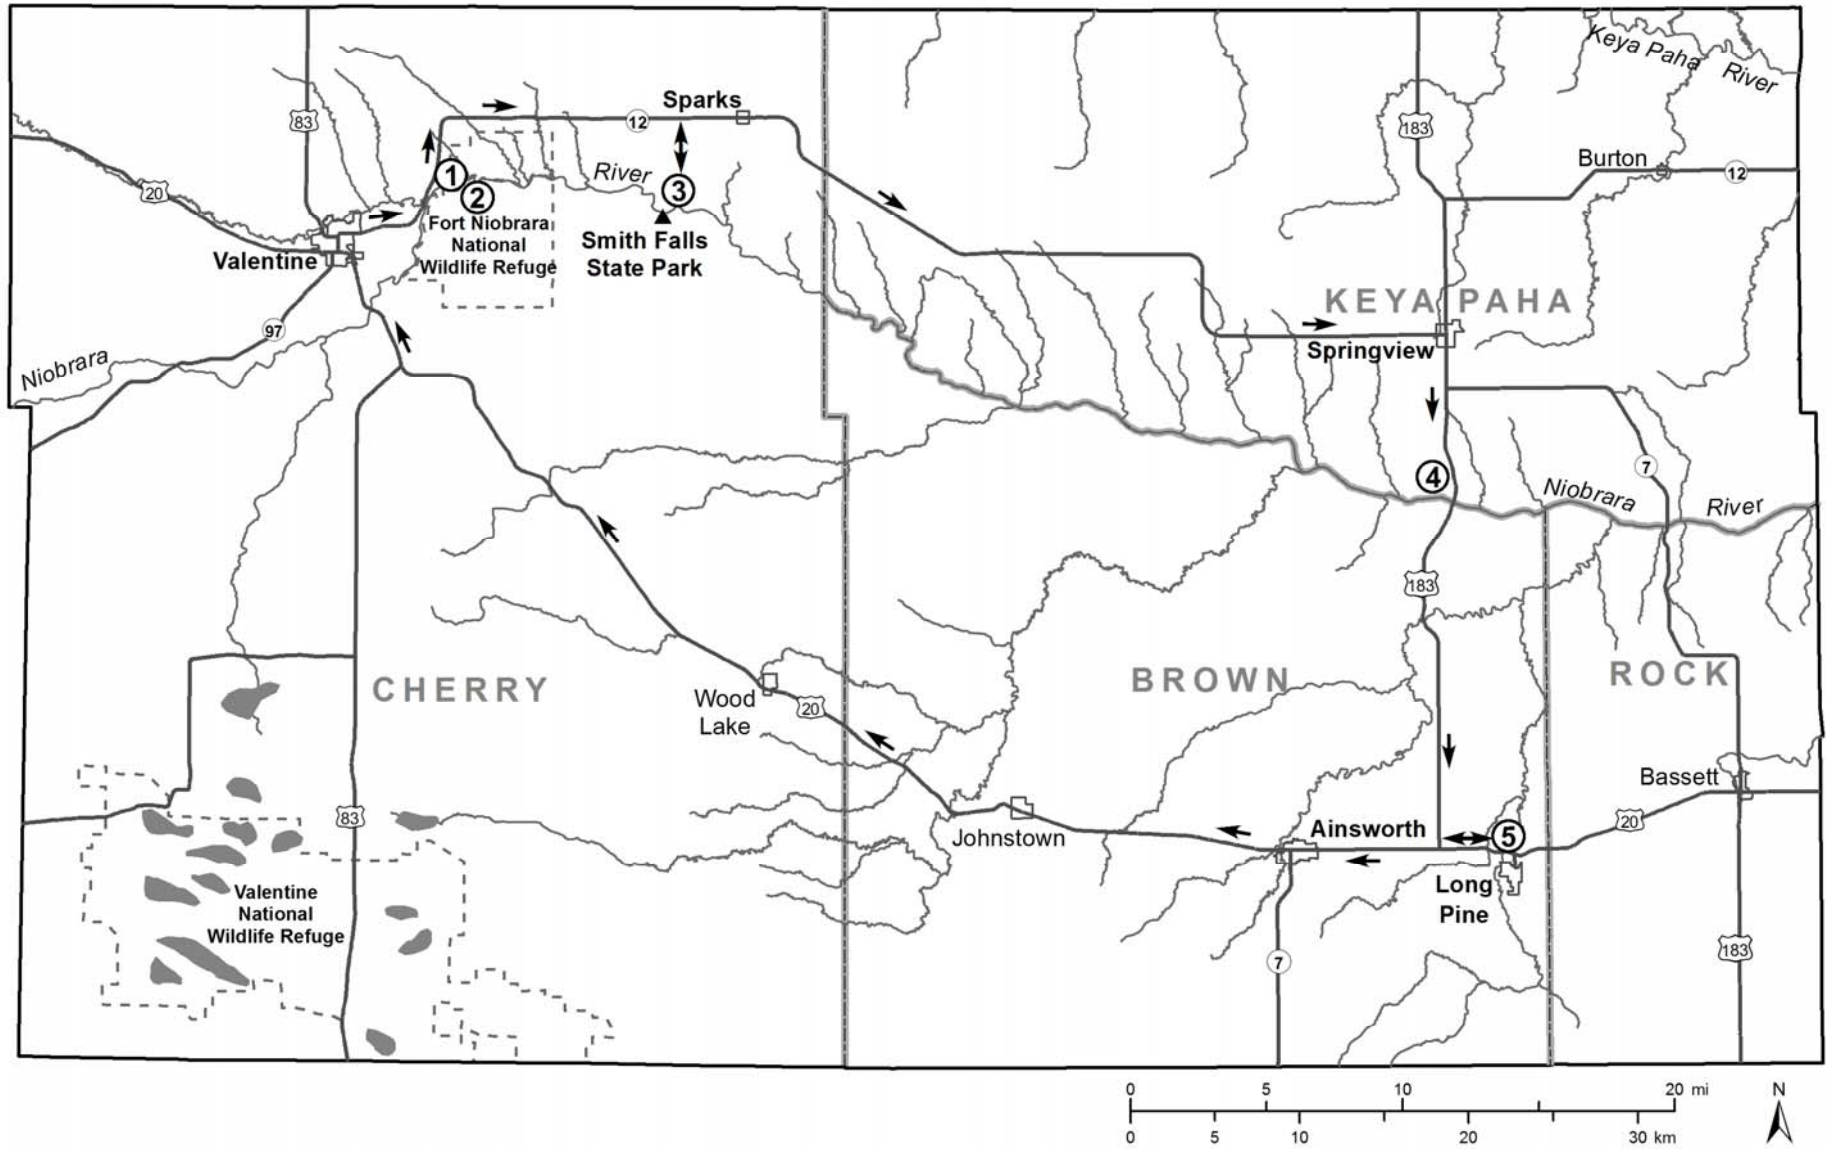 Keya Paha River
83
Sparks
12
183
Burton
12
20
1
River
3
2
Fort Niobrara
National
Wildlife Refuge
Smith Falls
State Park
Valentine
KEYA PAHA
97
Springview
Niobrara
7
4
Niobrara River
183
CHERRY
BROWN
ROCK
Wood
Lake
20
Bassett
83
Johnstown
Ainsworth
5
20
Long
Pine
Valentine
National
Wildlife Refuge
7
183
0 5 10 20 mi
N
0 5 10 20 30 km